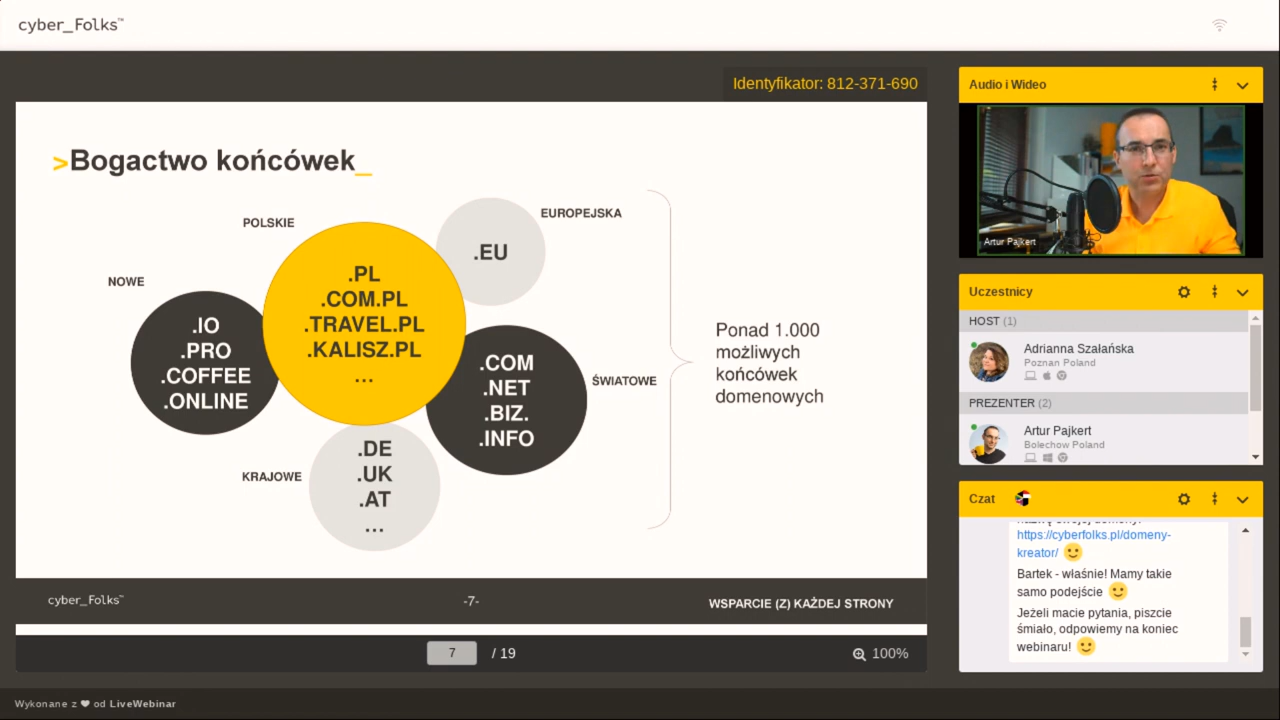 cyber_Folks™
Identyfikator: 812-371-690
>Bogactwo końcówek_
POLSKIE
EUROPEJSKA
NOWE
.EU
.PL
.COM.PL
.TRAVEL.PL
.KALISZ.PL
...
.IO
.PRO
.COFFEE
.ONLINE
.COM
.NET
.BIZ.
.INFO
ŚWIATOWE
KRAJOWE
.DE
.UK
.AT
...
Ponad 1.000
możliwych
końcówek
domenowych
cyber_Folks™
-7-
WSPARCIE (Z) KAŻDEJ STRONY
7 / 19
100%
Audio i Wideo
Artur Pajkert
Uczestnicy
HOST (1)
Adrianna Szałańska
Poznan Poland
PREZENTER (2)
Artur Pajkert
Bolechow Poland
Czat
nazwę swojej domeny:
https://cyberfolks.pl/domeny-
kreator/
Bartek - właśnie! Mamy takie
samo podejście
Jeżeli macie pytania, piszcie
śmiało, odpowiemy na koniec
webinaru!
Wykonane z ❤ od LiveWebinar